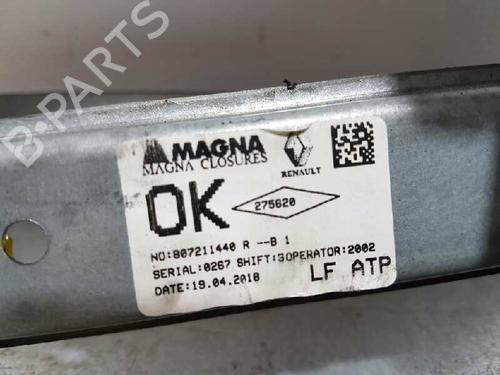 B-PARTS
MAGNA
MAGNA CLOSURES
RENAULT
OK
275620
NO:807211440 R --B 1
SERIAL:0267 SHIFT:3OPERATOR:2002
DATE:19.04.2018
LF ATP